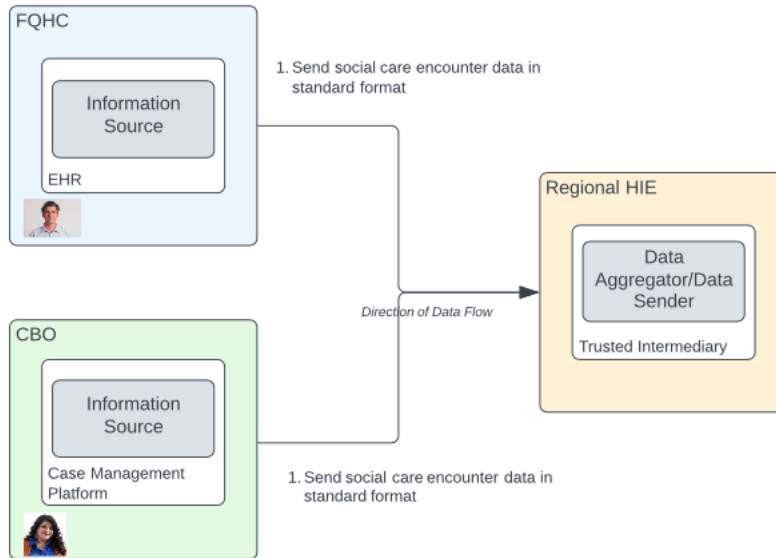 FQHC
Information
Source
EHR
1. Send social care encounter data in
standard format
Regional HIE
Data
Aggregator/Data
Sender
Trusted Intermediary
Direction of Data Flow
CBO
Information
Source
Case Management
Platform
1. Send social care encounter data in
standard format